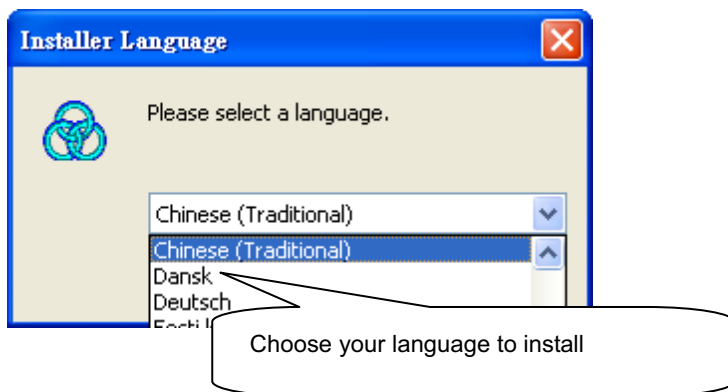 Installer Language
Please select a language.
Chinese (Traditional)
Chinese (Traditional)
Dansk
Deutsch
Choose your language to install